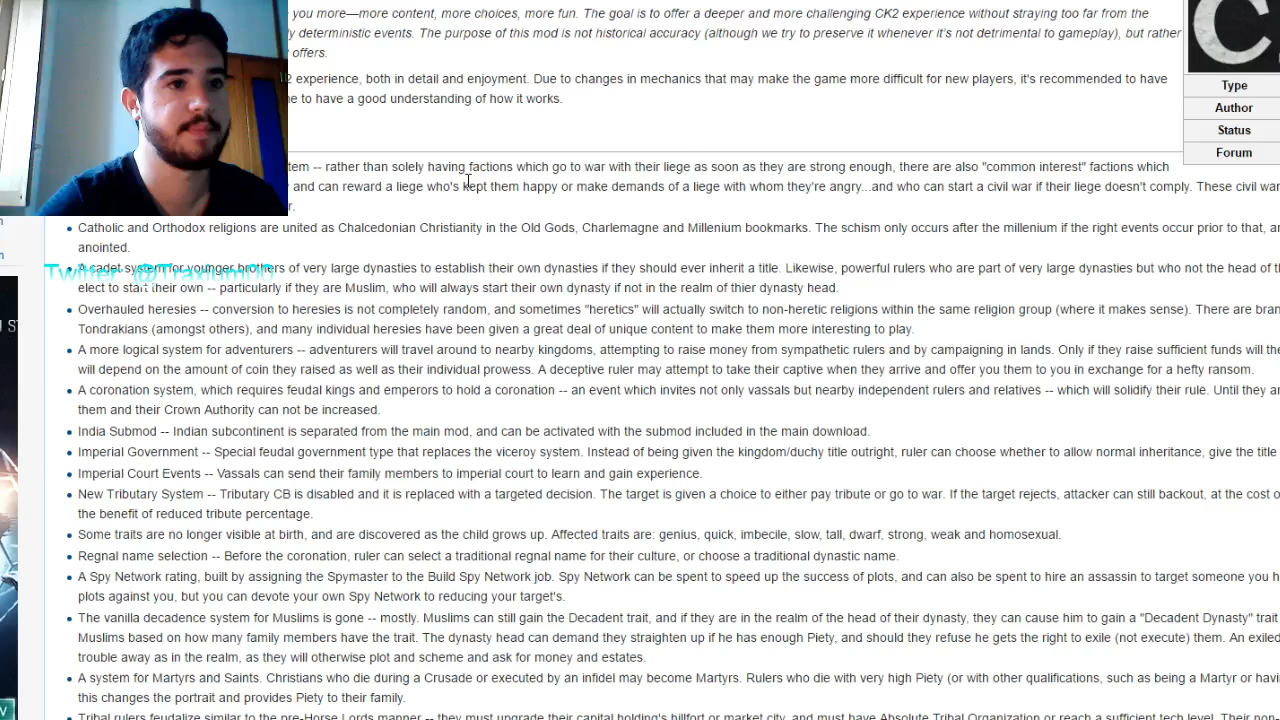 you more—more content, more choices, more fun. The goal is to offer a deeper and more challenging CK2 experience without straying too far from the
deterministic events. The purpose of this mod is not historical accuracy (although we try to preserve it whenever it's not detrimental to gameplay), but rather
offers.
experience, both in detail and enjoyment. Due to changes in mechanics that may make the game more difficult for new players, it's recommended to have
to have a good understanding of how it works.
Type
Author
Status
Forum
-- rather than solely having factions which go to war with their liege as soon as they are strong enough, there are also "common interest" factions which
and can reward a liege who's kept them happy or make demands of a liege with whom they're angry...and who can start a civil war if their liege doesn't comply. These civil war
Catholic and Orthodox religions are united as Chalcedonian Christianity in the Old Gods, Charlemagne and Millenium bookmarks. The schism only occurs after the millenium if the right events occur prior to that,
anointed.
Twitter @Traxium00
A cadet system for younger brothers of very large dynasties to establish their own dynasties if they should ever inherit a title. Likewise, powerful rulers who are part of very large dynasties but who not the head of
elect to start their own -- particularly if they are Muslim, who will always start their own dynasty if not in the realm of thier dynasty head.
Overhauled heresies -- conversion to heresies is not completely random, and sometimes "heretics" will actually switch to non-heretic religions within the same religion group (where it makes sense). There are
Tondrakians (amongst others), and many individual heresies have been given a great deal of unique content to make them more interesting to play.
A more logical system for adventurers -- adventurers will travel around to nearby kingdoms, attempting to raise money from sympathetic rulers and by campaigning in lands. Only if they raise sufficient funds will
will depend on the amount of coin they raised as well as their individual prowess. A deceptive ruler may attempt to take their captive when they arrive and offer you them to you in exchange for a hefty ransom.
A coronation system, which requires feudal kings and emperors to hold a coronation -- an event which invites not only vassals but nearby independent rulers and relatives -- which will solidify their rule. Until they
them and their Crown Authority can not be increased.
India Submod -- Indian subcontinent is separated from the main mod, and can be activated with the submod included in the main download.
Imperial Government -- Special feudal government type that replaces the viceroy system. Instead of being given the kingdom/duchy title outright, ruler can choose whether to allow normal inheritance, give the title
Imperial Court Events -- Vassals can send their family members to imperial court to learn and gain experience.
New Tributary System -- Tributary CB is disabled and it is replaced with a targeted decision. The target is given a choice to either pay tribute or go to war. If the target rejects, attacker can still backout, at the cost o
the benefit of reduced tribute percentage.
Some traits are no longer visible at birth, and are discovered as the child grows up. Affected traits are: genius, quick, imbecile, slow, tall, dwarf, strong, weak and homosexual.
Regnal name selection -- Before the coronation, ruler can select a traditional regnal name for their culture, or choose a traditional dynastic name.
A Spy Network rating, built by assigning the Spymaster to the Build Spy Network job. Spy Network can be spent to speed up the success of plots, and can also be spent to hire an assassin to target someone you h
plots against you, but you can devote your own Spy Network to reducing your target's.
The vanilla decadence system for Muslims is gone -- mostly. Muslims can still gain the Decadent trait, and if they are in the realm of the head of their dynasty, they can cause him to gain a "Decadent Dynasty" trait
Muslims based on how many family members have the trait. The dynasty head can demand they straighten up if he has enough Piety, and should they refuse he gets the right to exile (not execute) them. An exiled
trouble away as in the realm, as they will otherwise plot and scheme and ask for money and estates.
A system for Martyrs and Saints. Christians who die during a Crusade or executed by an infidel may become Martyrs. Rulers who die with very high Piety (or with other qualifications, such as being a Martyr or
this changes the portrait and provides Piety to their family.
Tribal rulers feudalize similar to the pre-Horse Lords manner -- they must upgrade their capital holding's hillfort or market city, and must have Absolute Tribal Organization or reach a sufficient tech level. Their